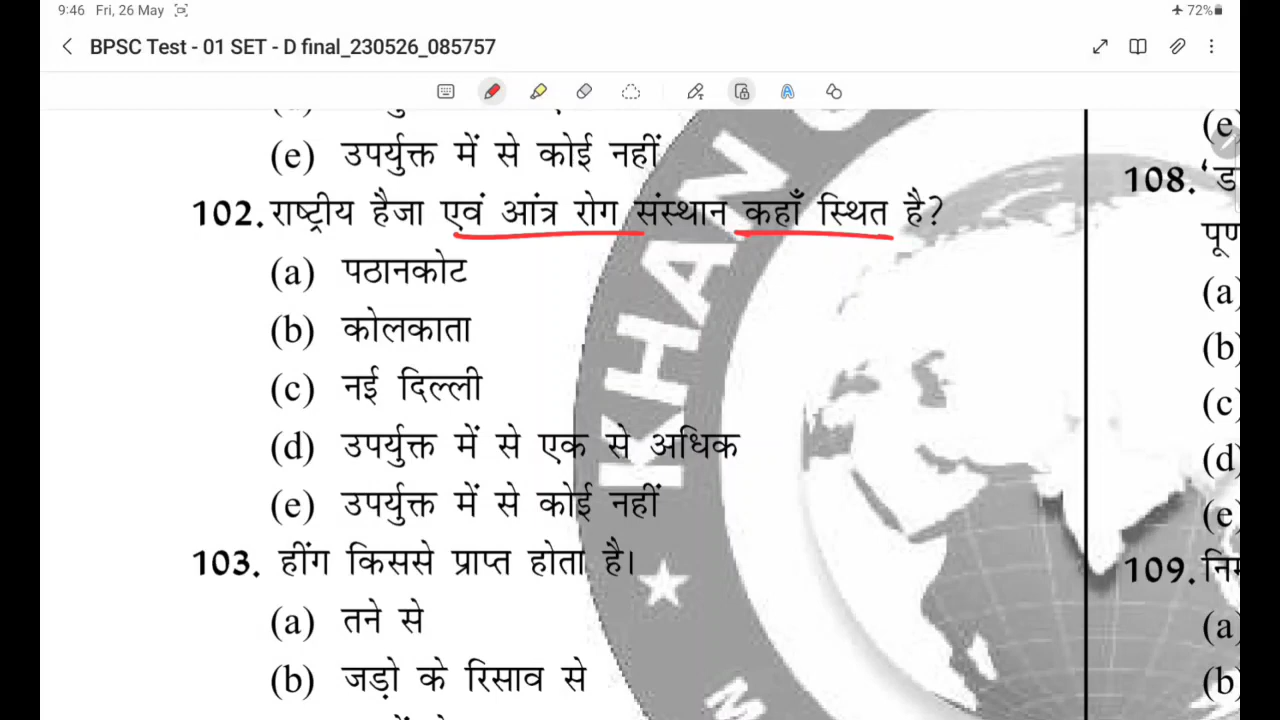 9:46 Fri, 26 May
72%
BPSC Test - 01 SET - D final_230526_085757
(e) उपर्युक्त में से कोई नहीं
102. राष्ट्रीय हैजा एवं आंत्र रोग संस्थान कहाँ स्थित है?
(a) पठानकोट
(b) कोलकाता
(c) नई दिल्ली
(d) उपर्युक्त में से एक से अधिक
(e) उपर्युक्त में से कोई नहीं
103. हींग किससे प्राप्त होता है।
(a) तने से
(b) जड़ो के रिसाव से
(e)
108. 'ड
पूण
(a)
(b)
(c)
(d)
(e)
109. नि
(a)
(b)
KHAN